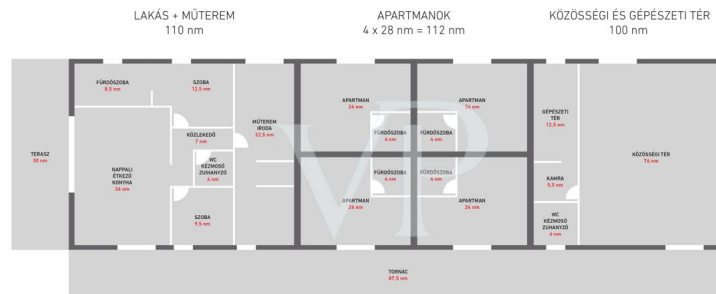 LAKÁS + MŰTEREM
110 nm
APARTMANOK
4 x 28 nm = 112 nm
KÖZÖSSÉGI ÉS GÉPÉSZETI TÉR
100 nm
FÜRDŐSZOBA
8,5 nm
SZOBA
12,5 nm
MŰTEREM
IRODA
32,5 nm
KÖZLEKEDŐ
7 nm
WC
KÉZMOSÓ
ZUHANYZÓ
4 nm
NAPPALI
ÉTKEZŐ
KONYHA
36 nm
SZOBA
9,5 nm
TERASZ
30 nm
APARTMAN
24 nm
FÜRDŐSZOBA
4 nm
APARTMAN
24 nm
FÜRDŐSZOBA
4 nm
FÜRDŐSZOBA
4 nm
APARTMAN
24 nm
FÜRDŐSZOBA
4 nm
APARTMAN
24 nm
GÉPÉSZETI
TÉR
12,5 nm
KÖZÖSSÉGI TÉR
76 nm
KAMRA
5,5 nm
WC
KÉZMOSÓ
ZUHANYZÓ
6 nm
TORNÁC
87,5 nm
VP